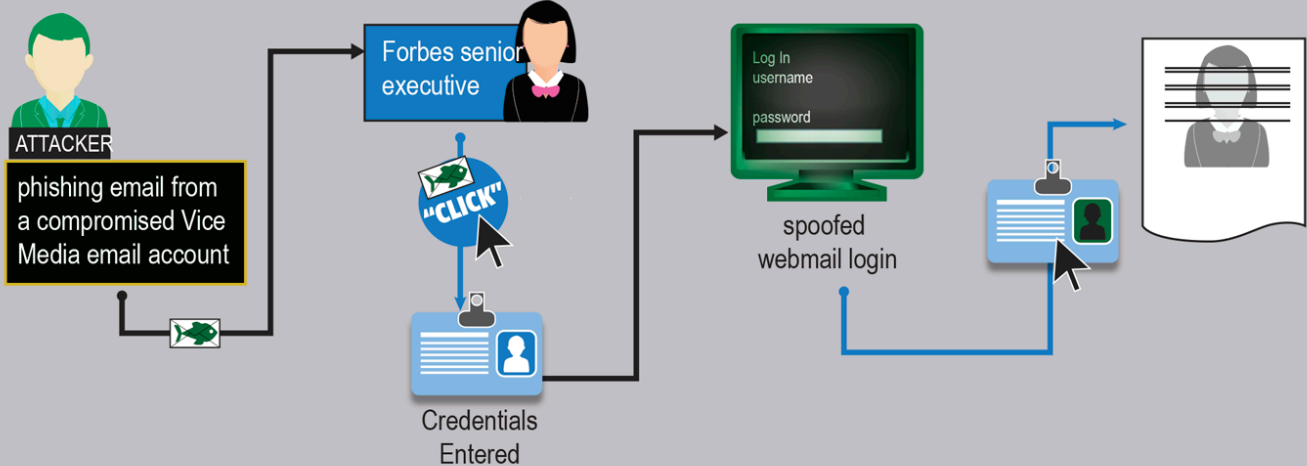 ATTACKER
phishing email from
a compromised Vice
Media email account
Forbes senior
executive
"CLICK"
Credentials
Entered
Log In
username
password
spoofed
webmail login